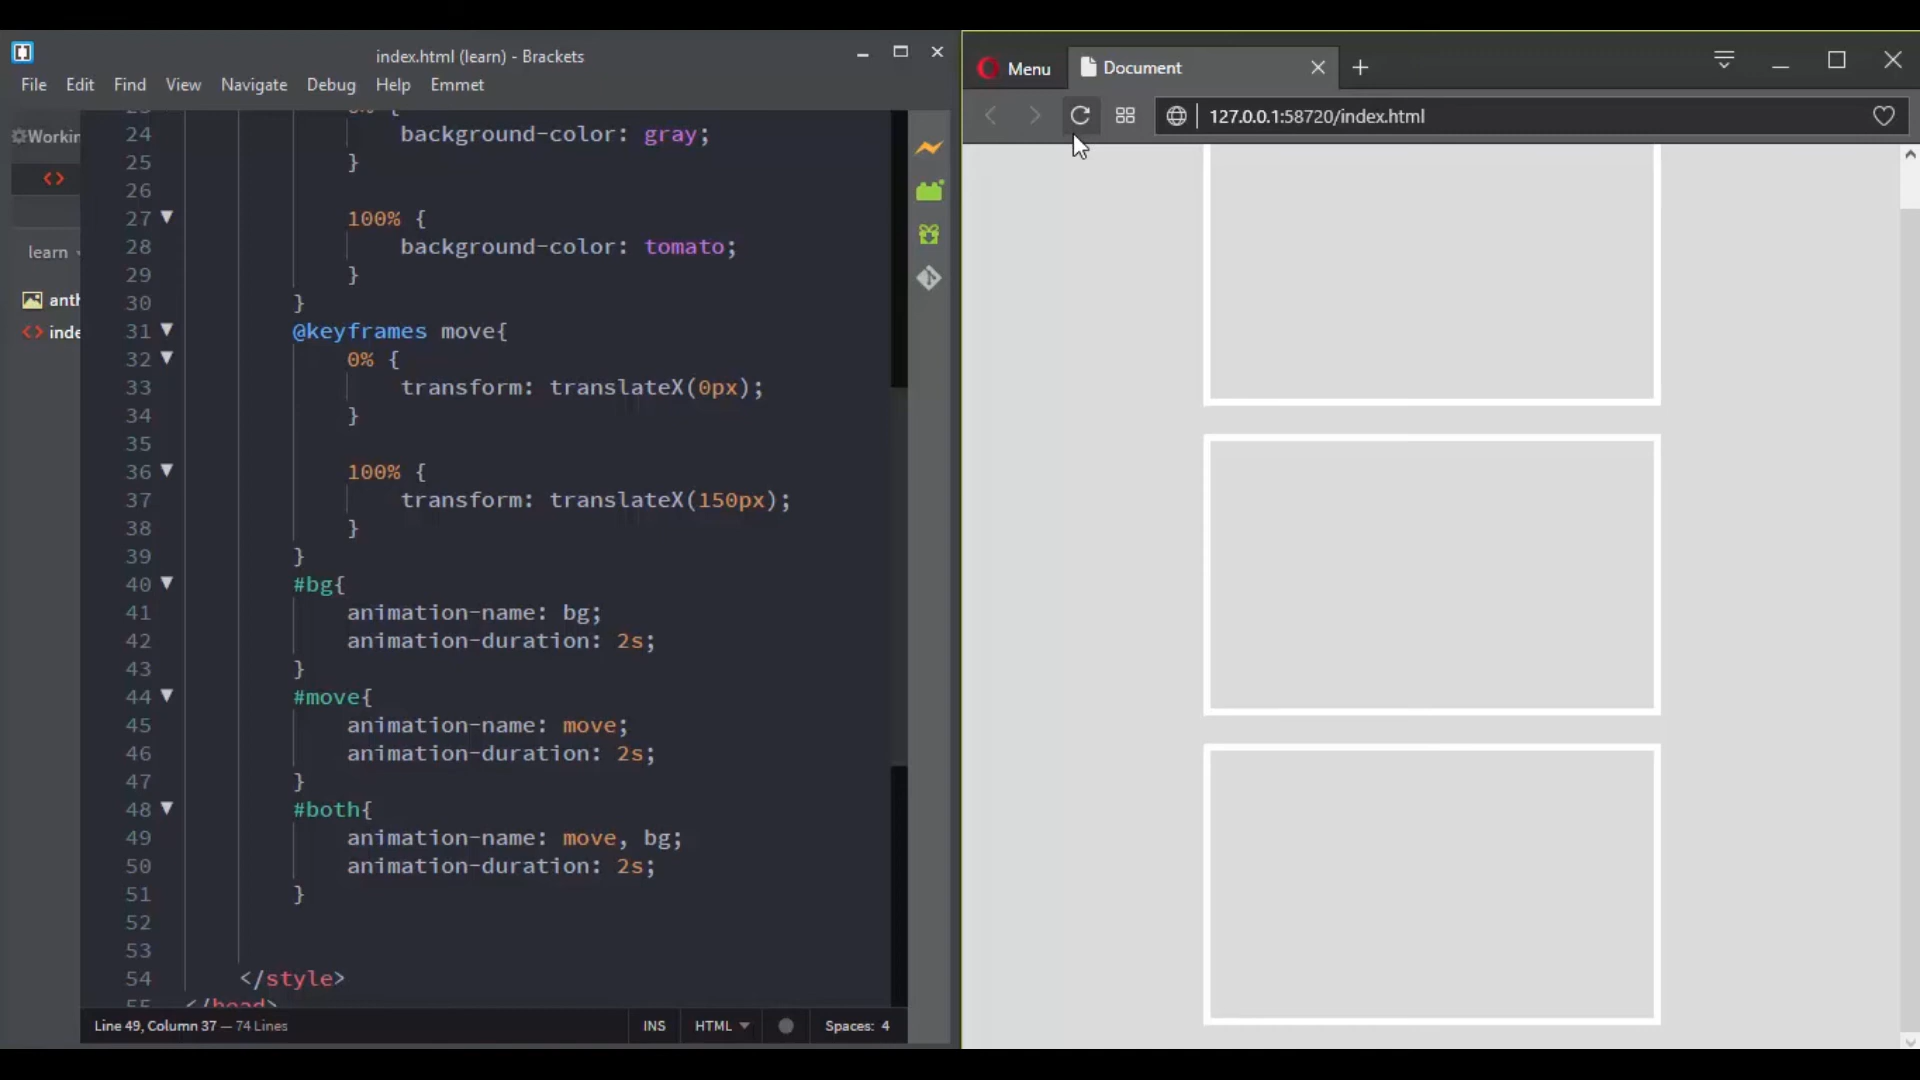 index.html (learn) - Brackets
File Edit Find View Navigate Debug Help Emmet
Workin
learn
anth
inde
24 background-color: gray;
25 }
26
27 100% {
28 background-color: tomato;
29 }
30 }
31 @keyframes move{
32 0% {
33 transform: translateX(0px);
34 }
35
36 100% {
37 transform: translateX(150px);
38 }
39 }
40 #bg{
41 animation-name: bg;
42 animation-duration: 2s;
43 }
44 #move{
45 animation-name: move;
46 animation-duration: 2s;
47 }
48 #both{
49 animation-name: move, bg;
50 animation-duration: 2s;
51 }
52
53
54 </style>
55 </head>
Line 49, Column 37 — 74 Lines
INS HTML Spaces: 4
Menu Document
127.0.0.1:58720/index.html